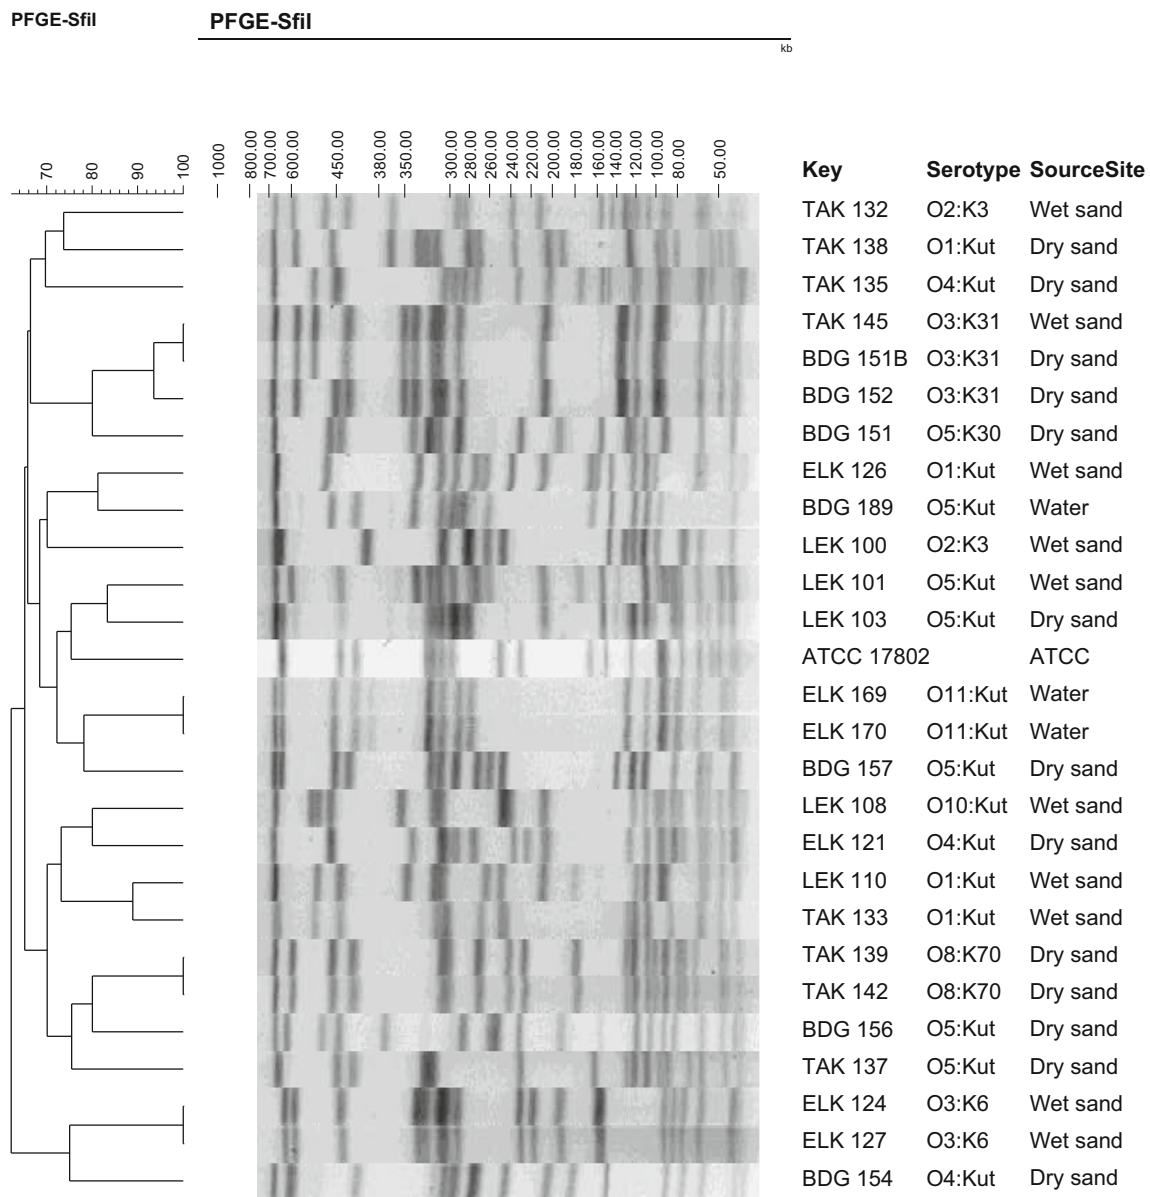 PFGE-SfiI PFGE-SfiI
kb
70 80 90 100 1000 800.00 700.00 600.00 450.00 380.00 350.00 300.00 280.00 260.00 240.00 220.00 200.00 180.00 160.00 140.00 120.00 100.00 80.00 50.00
Key Serotype SourceSite
TAK 132 O2:K3 Wet sand
TAK 138 O1:Kut Dry sand
TAK 135 O4:Kut Dry sand
TAK 145 O3:K31 Wet sand
BDG 151B O3:K31 Dry sand
BDG 152 O3:K31 Dry sand
BDG 151 O5:K30 Dry sand
ELK 126 O1:Kut Wet sand
BDG 189 O5:Kut Water
LEK 100 O2:K3 Wet sand
LEK 101 O5:Kut Wet sand
LEK 103 O5:Kut Dry sand
ATCC 17802 ATCC
ELK 169 O11:Kut Water
ELK 170 O11:Kut Water
BDG 157 O5:Kut Dry sand
LEK 108 O10:Kut Wet sand
ELK 121 O4:Kut Dry sand
LEK 110 O1:Kut Wet sand
TAK 133 O1:Kut Wet sand
TAK 139 O8:K70 Dry sand
TAK 142 O8:K70 Dry sand
BDG 156 O5:Kut Dry sand
TAK 137 O5:Kut Dry sand
ELK 124 O3:K6 Wet sand
ELK 127 O3:K6 Wet sand
BDG 154 O4:Kut Dry sand